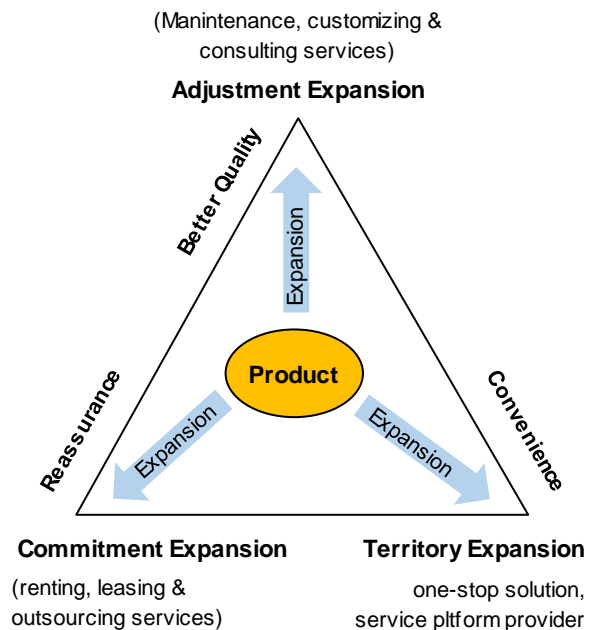 (Manintenance, customizing &
consulting services)
Adjustment Expansion
Better Quality
Expansion
Product
Reassurance
Convenience
Expansion
Expansion
Commitment Expansion
(renting, leasing &
outsourcing services)
Territory Expansion
one-stop solution,
service pltform provider